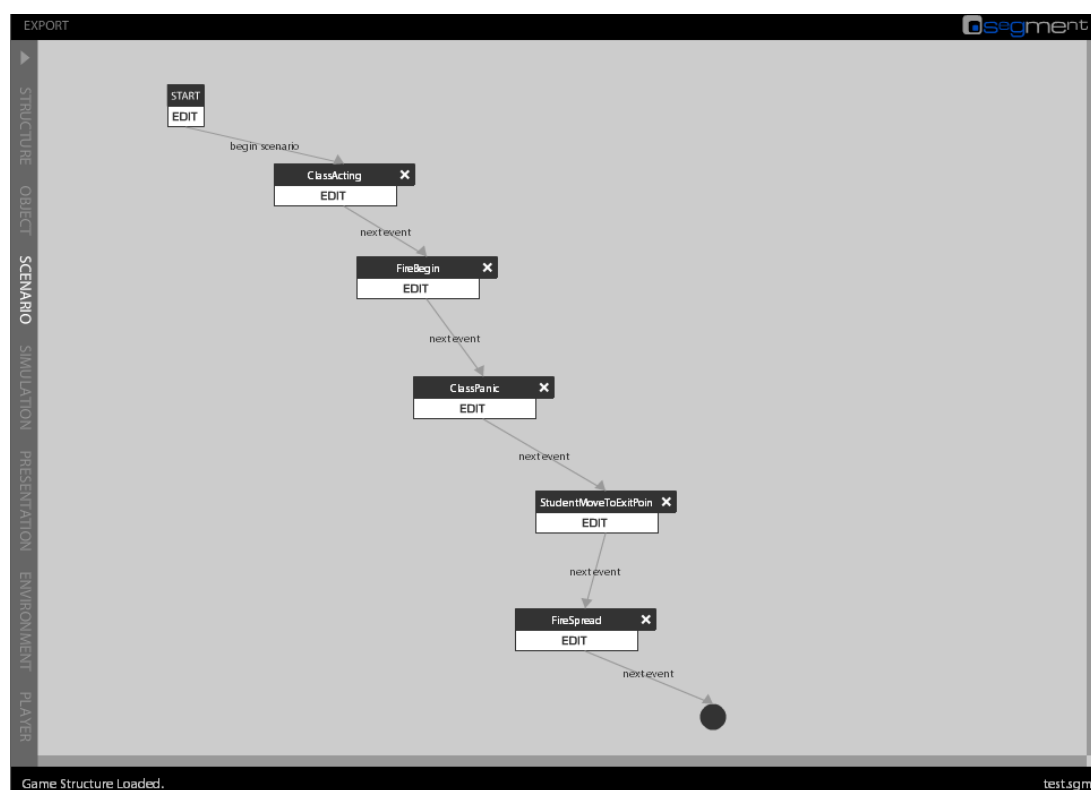 EXPORT
segment
STRUCTURE
OBJECT
SCENARIO
SIMULATION
PRESENTATION
ENVIRONMENT
PLAYER
START
EDIT
begin scenario
ClassActing
EDIT
next event
FireBegin
EDIT
next event
ClassPanic
EDIT
next event
StudentMoveToExitPoin
EDIT
next event
FireSpread
EDIT
next event
Game Structure Loaded.
test.sgm